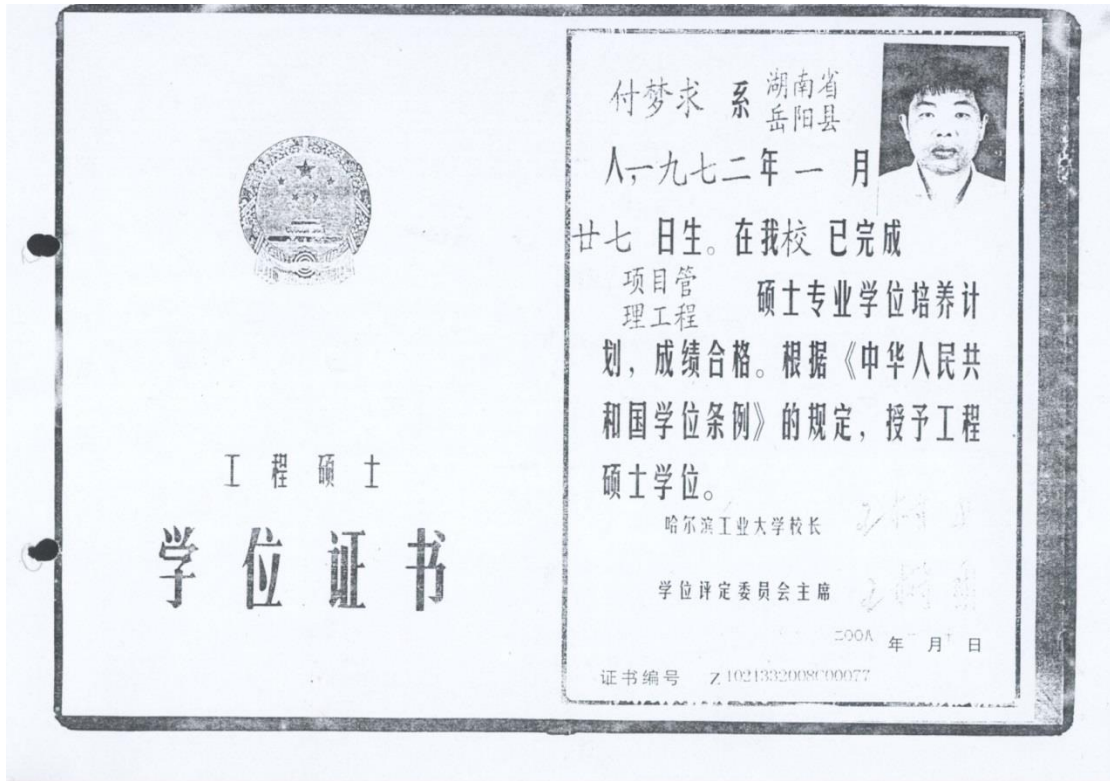 工程硕士
学位证书
付梦求 系 湖南省
岳阳县
人,一九七二年 一 月
廿七 日生。在我校 已完成
项目管
理工程 硕士专业学位培养计
划，成绩合格。根据《中华人民共
和国学位条例》的规定，授予工程
硕士学位。
哈尔滨工业大学校长
学位评定委员会主席
二00八 年 月 日
证书编号 Z1021332008C00077